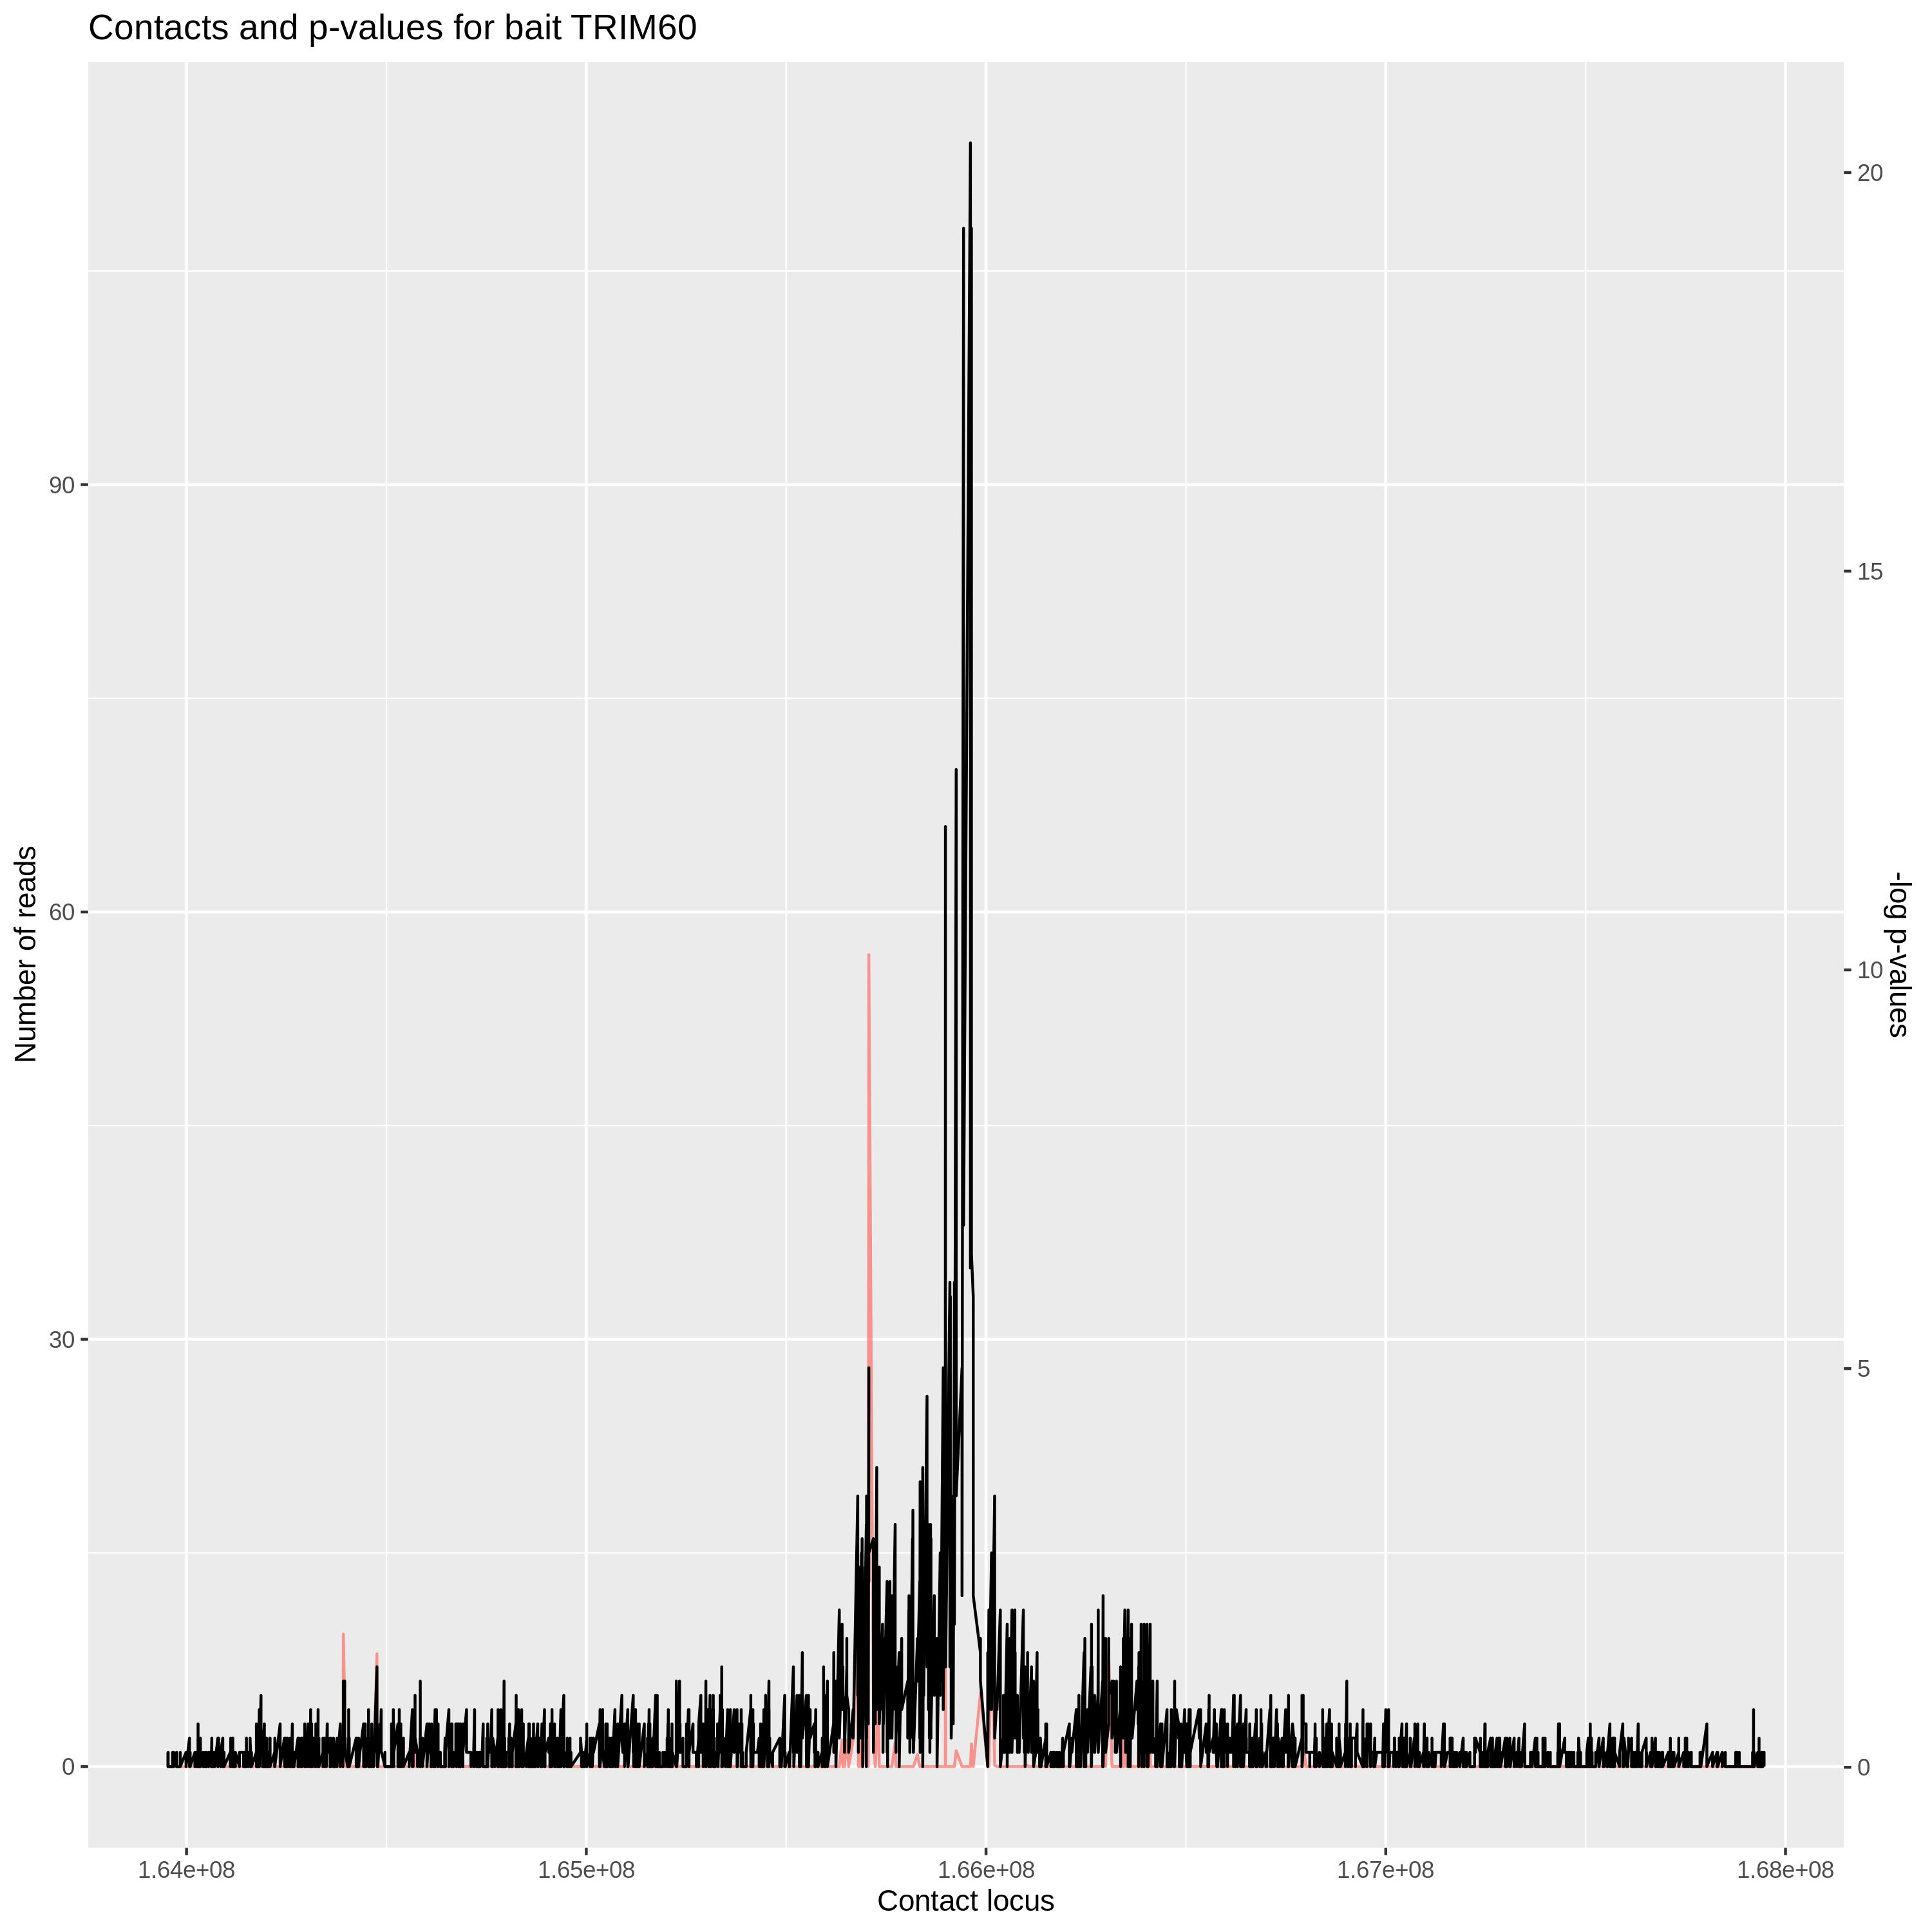 Contacts and p-values for bait TRIM60
Number of reads
90
60
30
0
20
15
10
5
0
-log p-values
1.64e+08
1.65e+08
1.66e+08
1.67e+08
1.68e+08
Contact locus